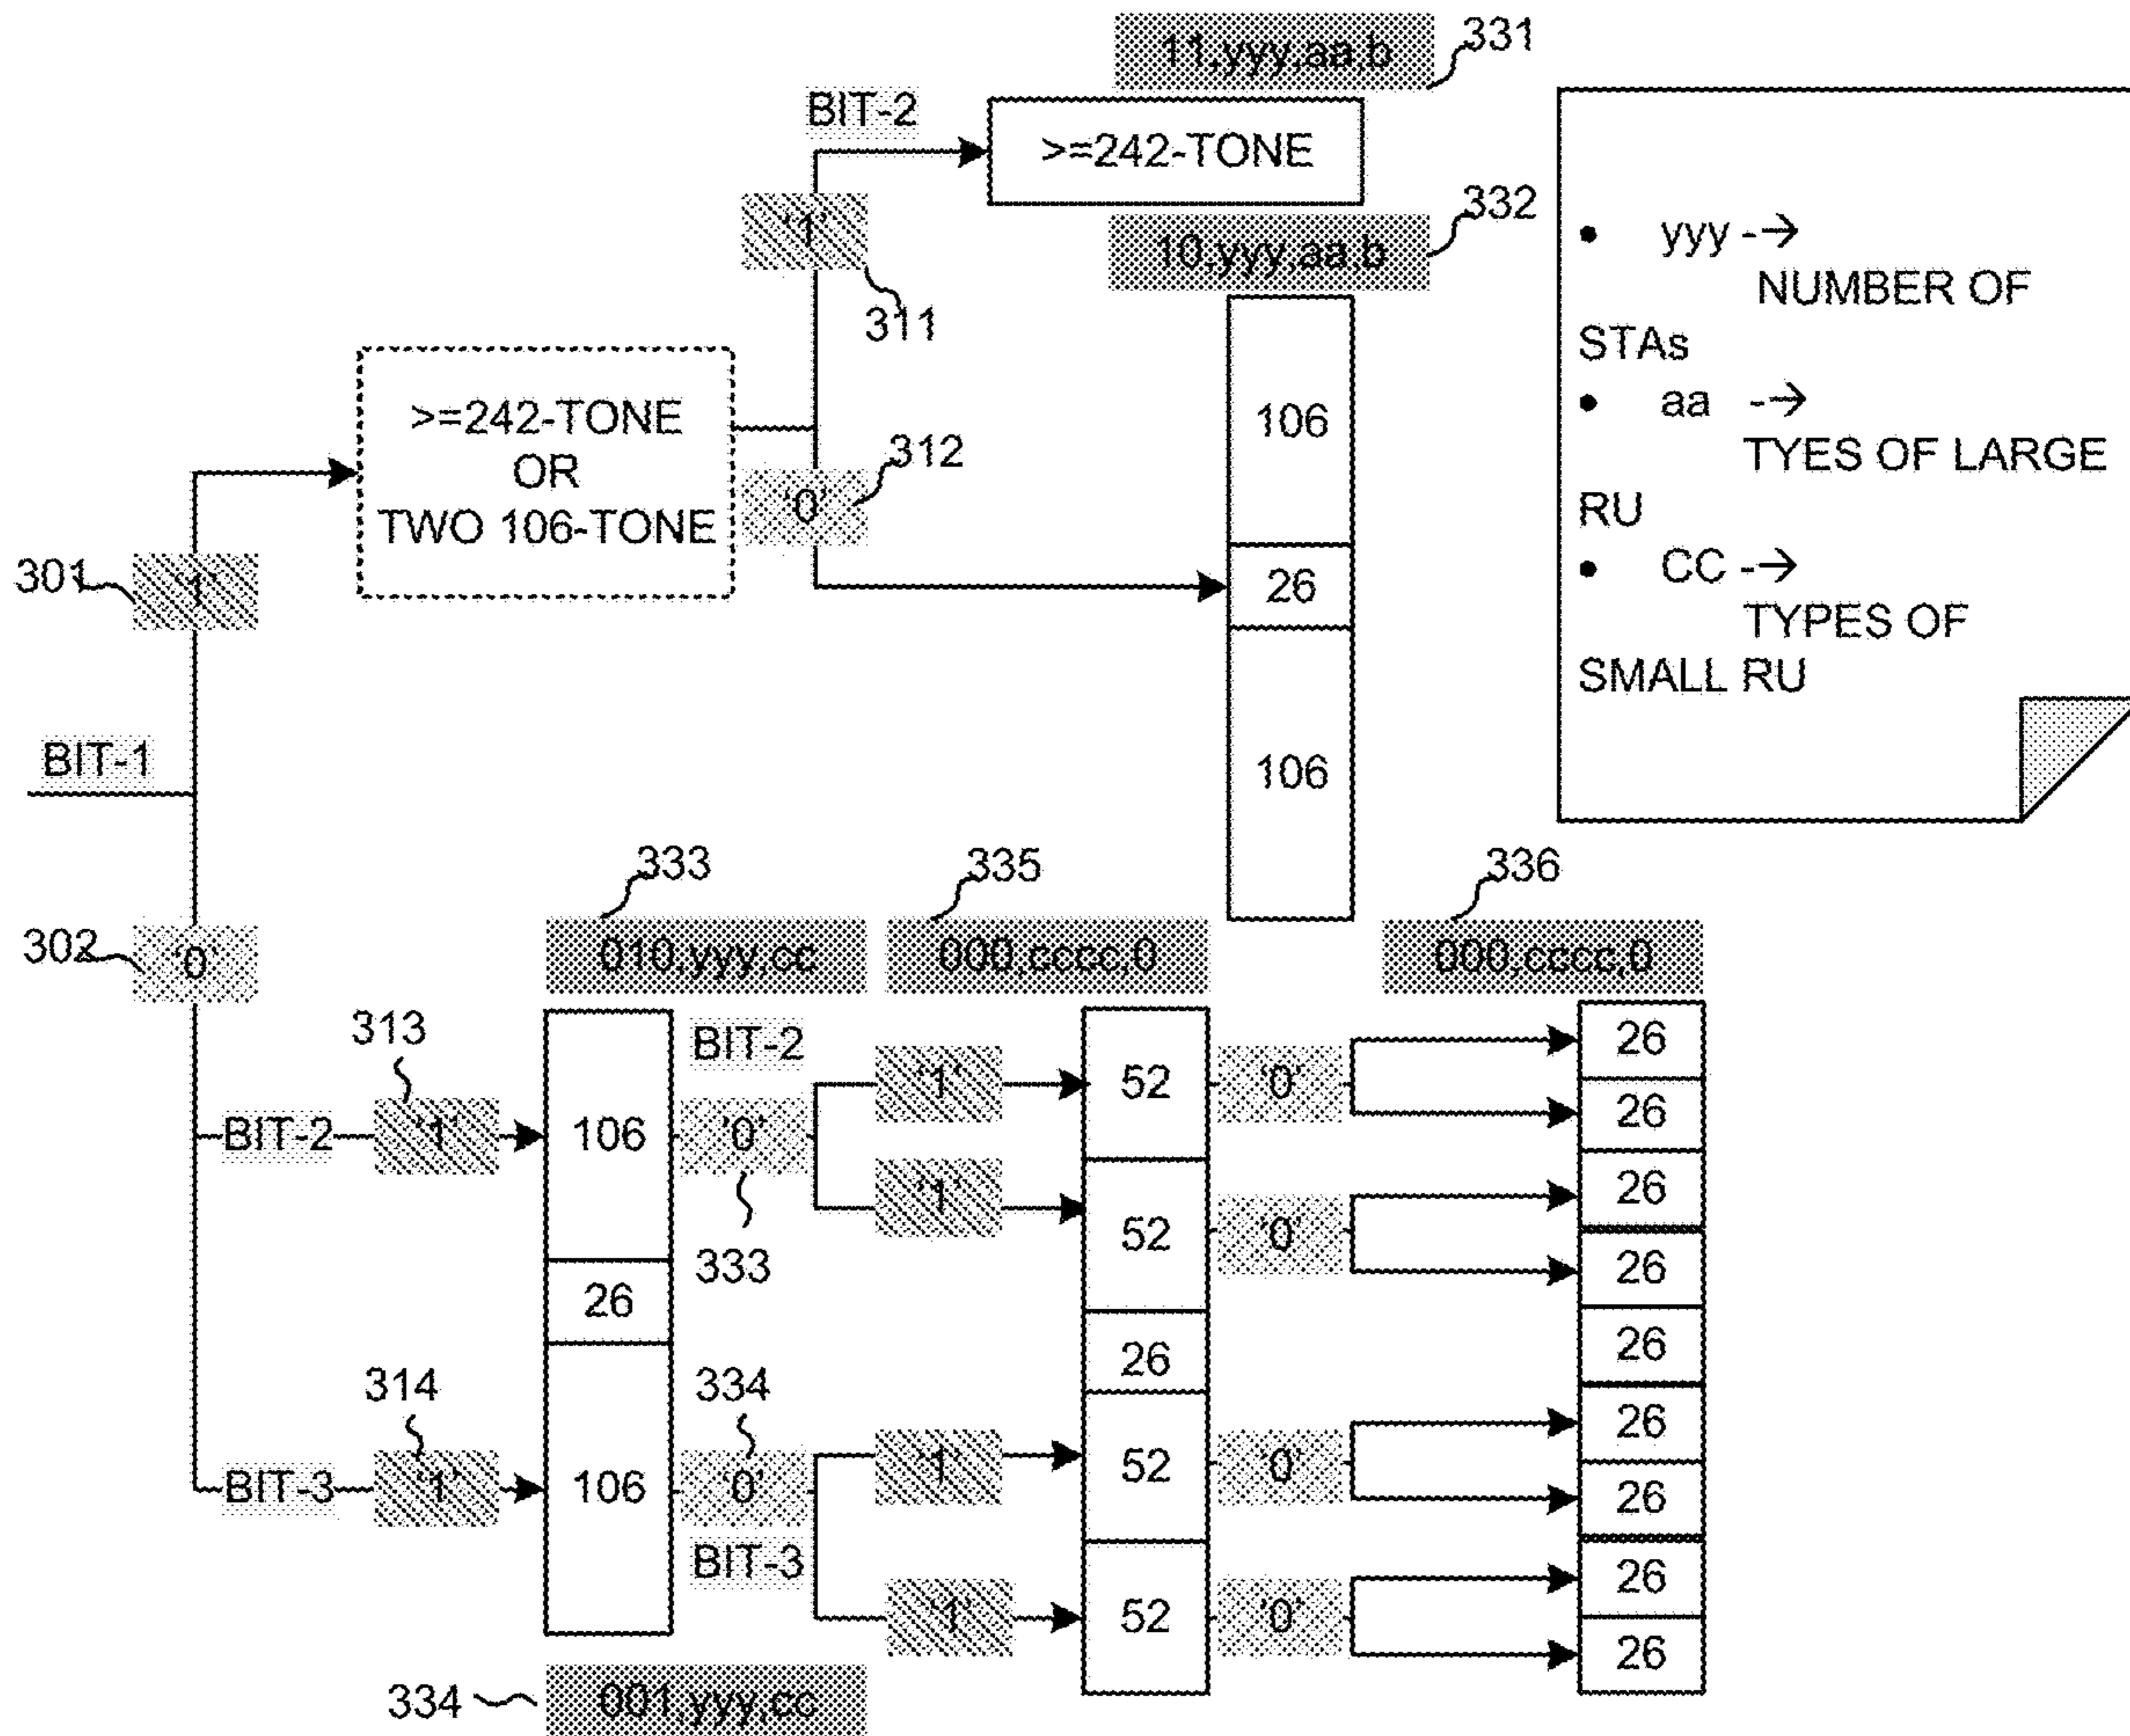 11,yyy,aa,b
331
BIT-2
>=242-TONE
'1'
311
10,yyy,aa,b
332
106
26
106
• yyy -→
NUMBER OF
STAs
• aa -→
TYES OF LARGE
RU
• CC -→
TYPES OF
SMALL RU
>=242-TONE
OR
TWO 106-TONE
'0'
312
301
'1'
BIT-1
302
'0'
333
010,yyy,cc
335
000,cccc,0
336
000,cccc,0
313
BIT-2
'1'
106
26
106
BIT-2
'0'
333
'1'
'1'
314
BIT-3
'1'
334
'0'
BIT-3
'1'
'1'
52
52
26
52
52
'0'
'0'
'0'
'0'
26
26
26
26
26
26
26
26
26
334
001,yyy,cc